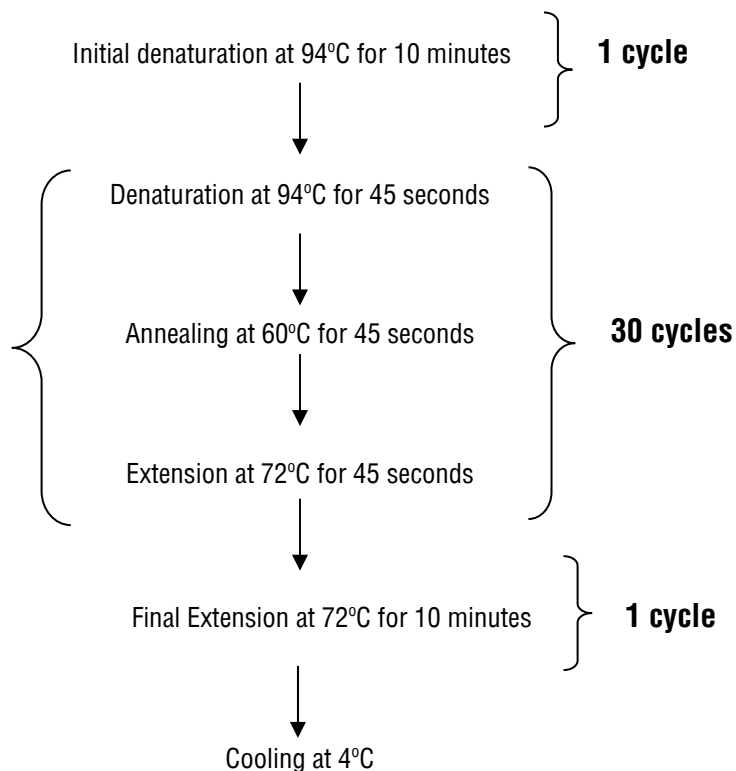 Initial denaturation at 94ºC for 10 minutes
1 cycle
Denaturation at 94ºC for 45 seconds
Annealing at 60ºC for 45 seconds
30 cycles
Extension at 72ºC for 45 seconds
Final Extension at 72ºC for 10 minutes
1 cycle
Cooling at 4ºC